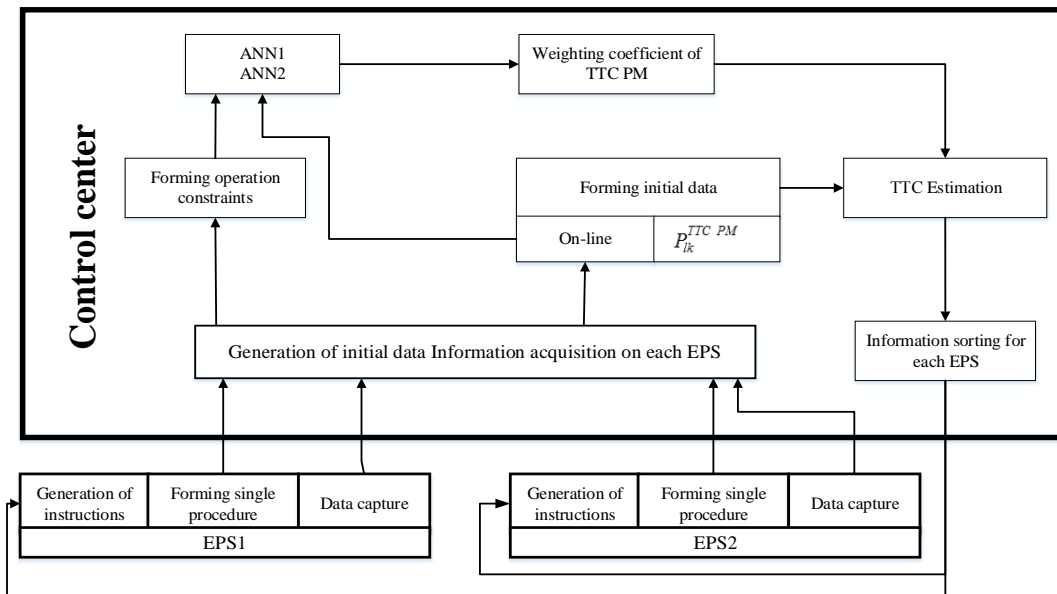 Control center
ANN1
ANN2
Weighting coefficient of
TTC PM
Forming operation
constraints
Forming initial data
On-line
P_{lk}^{TTC PM}
TTC Estimation
Generation of initial data Information acquisition on each EPS
Information sorting for
each EPS
Generation of
instructions
Forming single
procedure
Data capture
EPS1
Generation of
instructions
Forming single
procedure
Data capture
EPS2